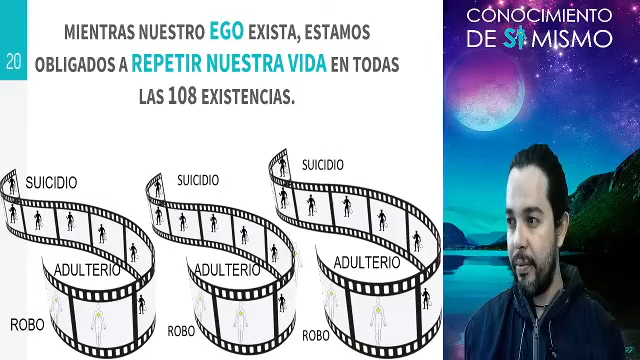 MIENTRAS NUESTRO EGO EXISTA, ESTAMOS
OBLIGADOS A REPETIR NUESTRA VIDA EN TODAS
LAS 108 EXISTENCIAS.
20
CONOCIMIENTO
DE SÍ MISMO
SUICIDIO
ADULTERIO
ROBO
SUICIDIO
ADULTERIO
ROBO
SUICIDIO
ADULTERIO
ROBO